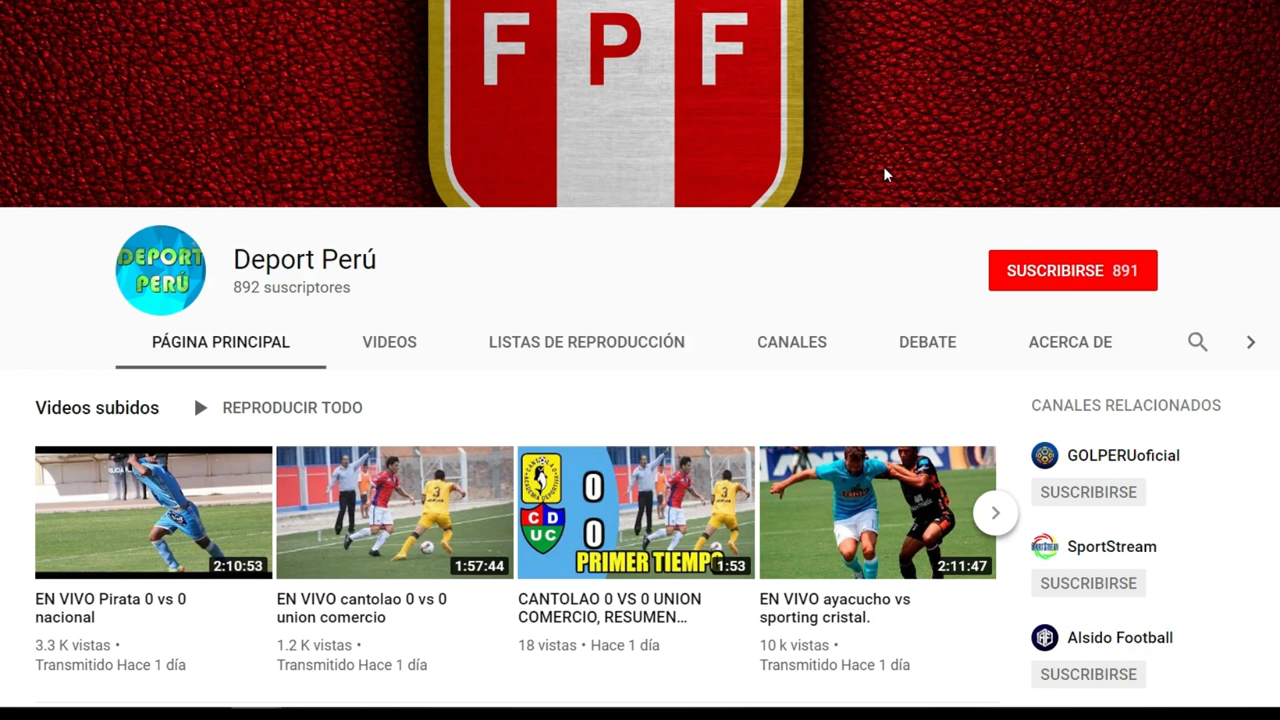 F P F
DEPORT
PERÚ
Deport Perú
892 suscriptores
SUSCRIBIRSE 891
PÁGINA PRINCIPAL
VIDEOS
LISTAS DE REPRODUCCIÓN
CANALES
DEBATE
ACERCA DE
Videos subidos
REPRODUCIR TODO
2:10:53
EN VIVO Pirata 0 vs 0
nacional
3.3 K vistas •
Transmitido Hace 1 día
3
1:57:44
EN VIVO cantolao 0 vs 0
union comercio
1.2 K vistas •
Transmitido Hace 1 día
0
C D
U C
0
3
PRIMER TIEMPO
1:53
CANTOLAO 0 VS 0 UNION
COMERCIO, RESUMEN...
18 vistas • Hace 1 día
2:11:47
EN VIVO ayacucho vs
sporting cristal.
10 k vistas •
Transmitido Hace 1 día
CANALES RELACIONADOS
GOLPERUoficial
SUSCRIBIRSE
SportStream
SUSCRIBIRSE
Alsido Football
SUSCRIBIRSE